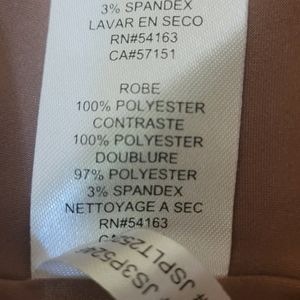 3% SPANDEX
LAVAR EN SECO
RN#54163
CA#57151
ROBE
100% POLYESTER
CONTRASTE
100% POLYESTER
DOUBLURE
97% POLYESTER
3% SPANDEX
NETTOYAGE A SEC
RN#54163